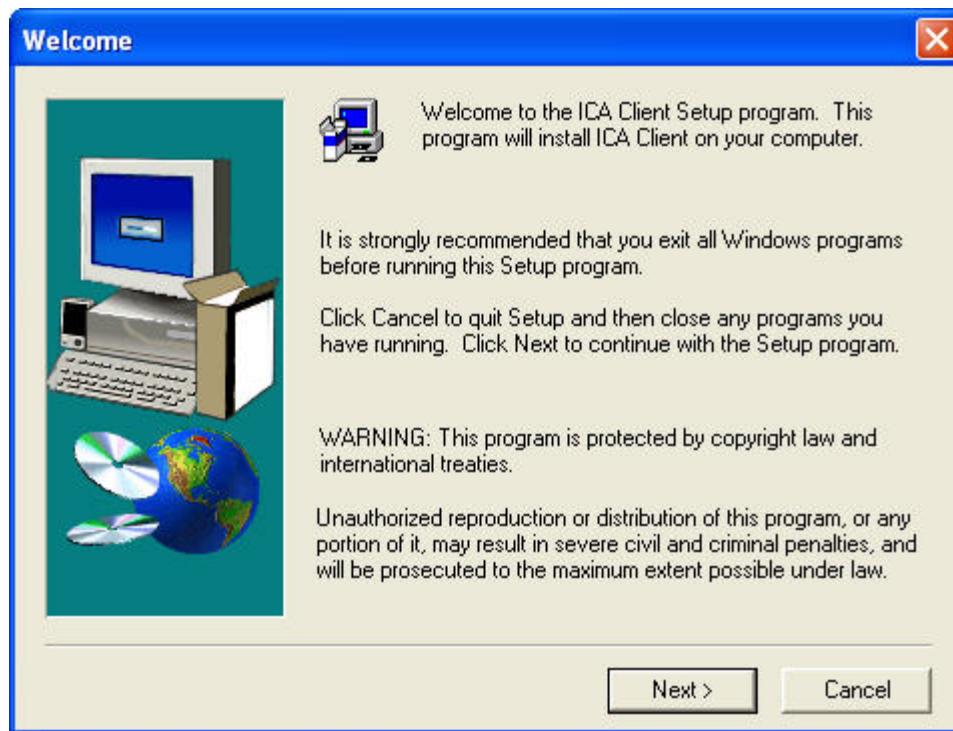 Welcome
Welcome to the ICA Client Setup program.  This
program will install ICA Client on your computer.
It is strongly recommended that you exit all Windows programs
before running this Setup program.
Click Cancel to quit Setup and then close any programs you
have running.  Click Next to continue with the Setup program.
WARNING: This program is protected by copyright law and
international treaties.
Unauthorized reproduction or distribution of this program, or any
portion of it, may result in severe civil and criminal penalties, and
will be prosecuted to the maximum extent possible under law.
Next >
Cancel